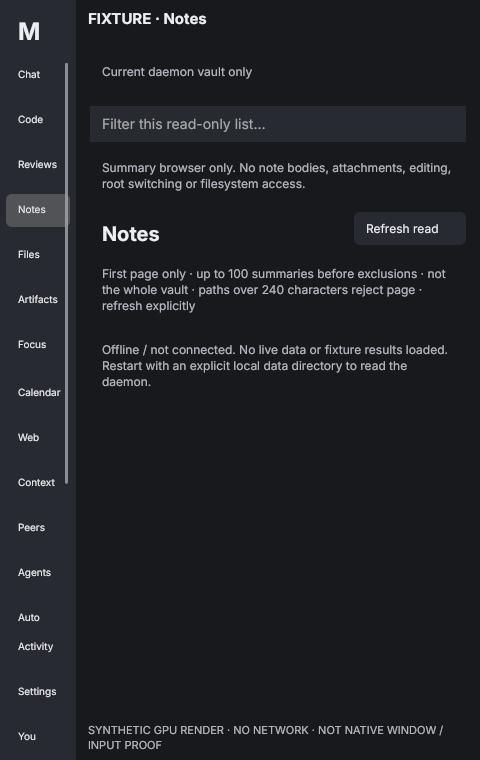 M
Chat
Code
Reviews
Notes
Files
Artifacts
Focus
Calendar
Web
Context
Peers
Agents
Auto
Activity
Settings
You
FIXTURE · Notes
Current daemon vault only
Filter this read-only list...
Summary browser only. No note bodies, attachments, editing,
root switching or filesystem access.
Notes
Refresh read
First page only · up to 100 summaries before exclusions · not
the whole vault · paths over 240 characters reject page ·
refresh explicitly
Offline / not connected. No live data or fixture results loaded.
Restart with an explicit local data directory to read the
daemon.
SYNTHETIC GPU RENDER · NO NETWORK · NOT NATIVE WINDOW /
INPUT PROOF